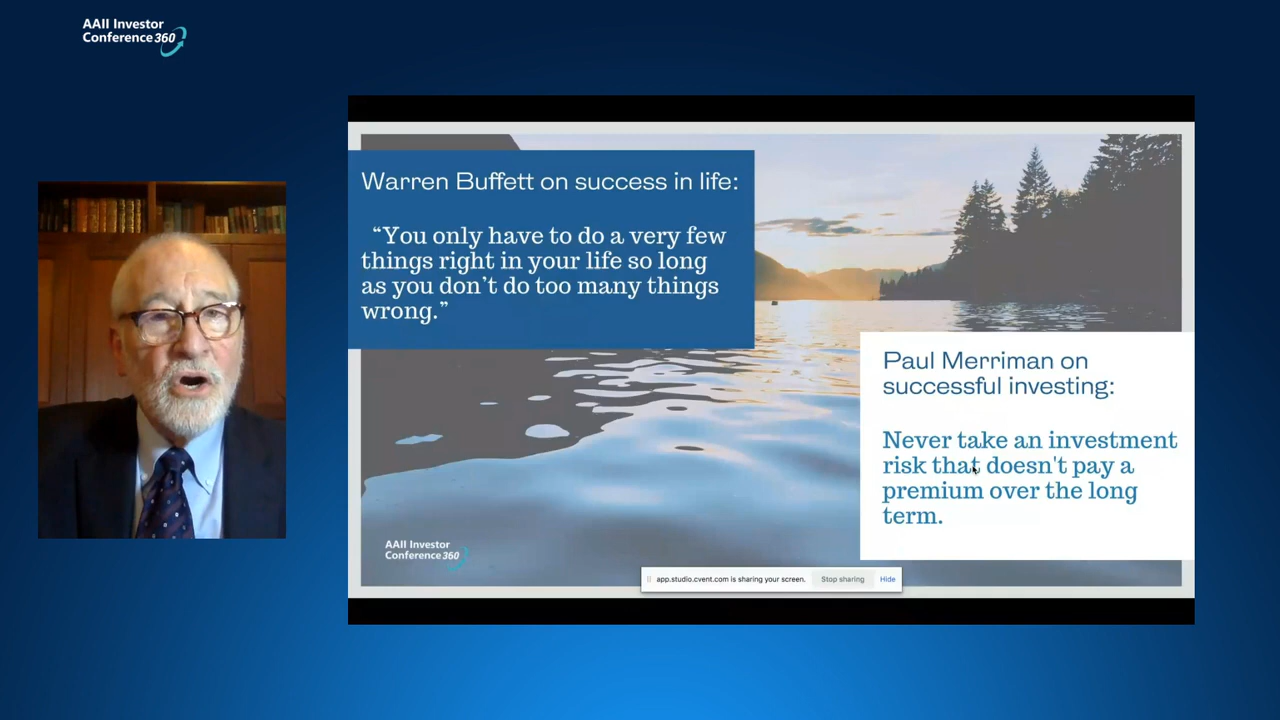 AAII Investor
Conference 360
Warren Buffett on success in life:
“You only have to do a very few
things right in your life so long
as you don’t do too many things
wrong.”
Paul Merriman on
successful investing:
Never take an investment
risk that doesn't pay a
premium over the long
term.
AAII Investor
Conference 360
app.studio.cvent.com is sharing your screen. Stop sharing Hide